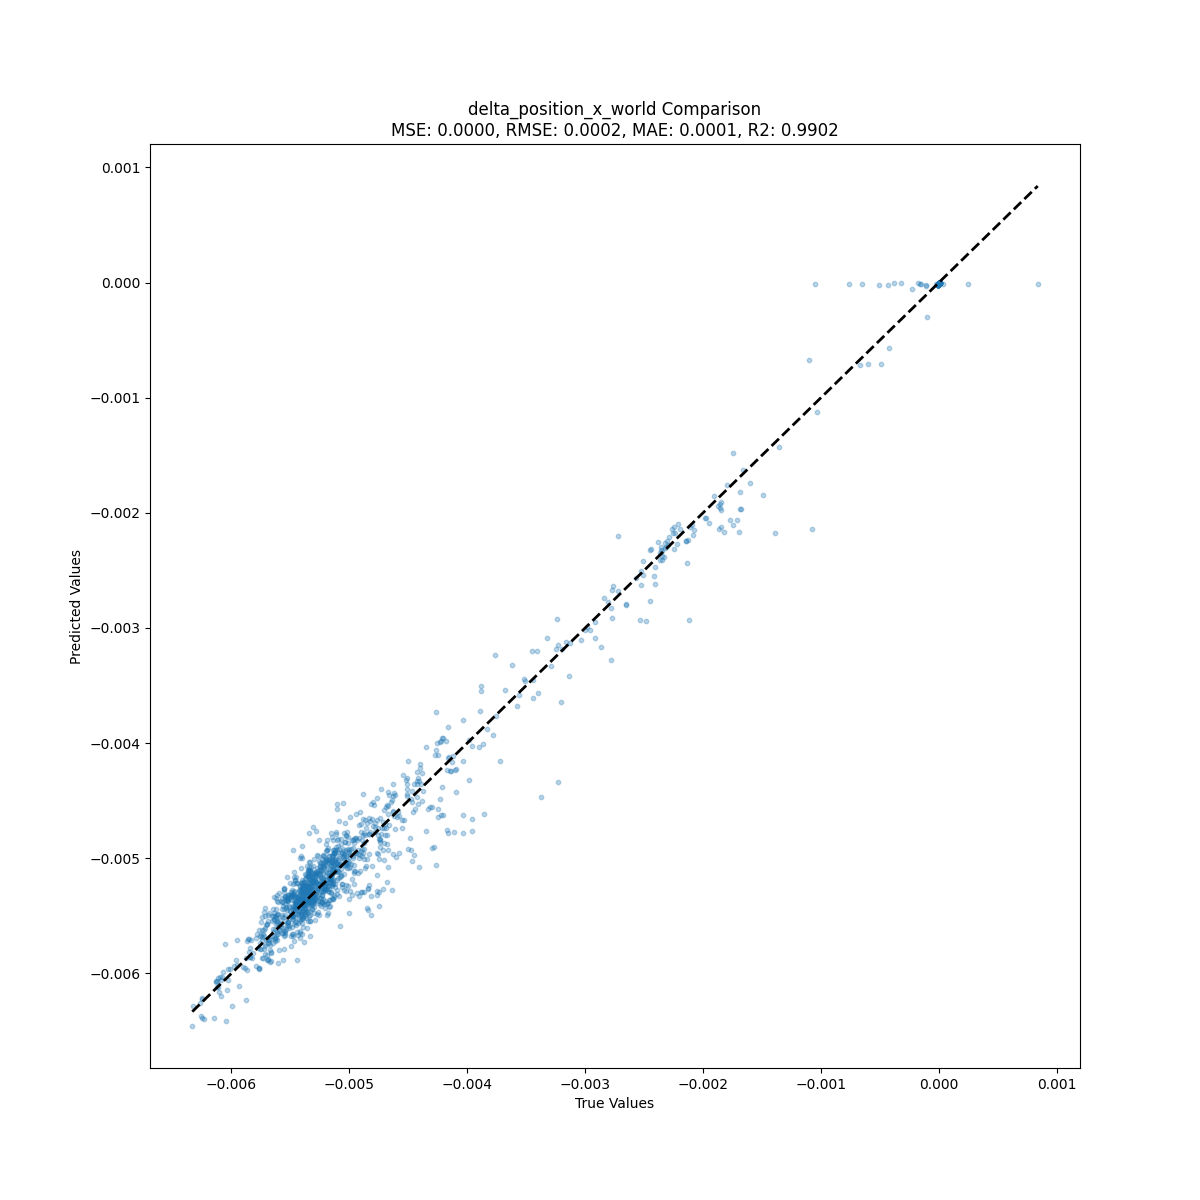 delta_position_x_world Comparison
MSE: 0.0000, RMSE: 0.0002, MAE: 0.0001, R2: 0.9902
0.001
0.000
−0.001
−0.002
−0.003
−0.004
−0.005
−0.006
Predicted Values
−0.006 −0.005 −0.004 −0.003 −0.002 −0.001 0.000 0.001
True Values